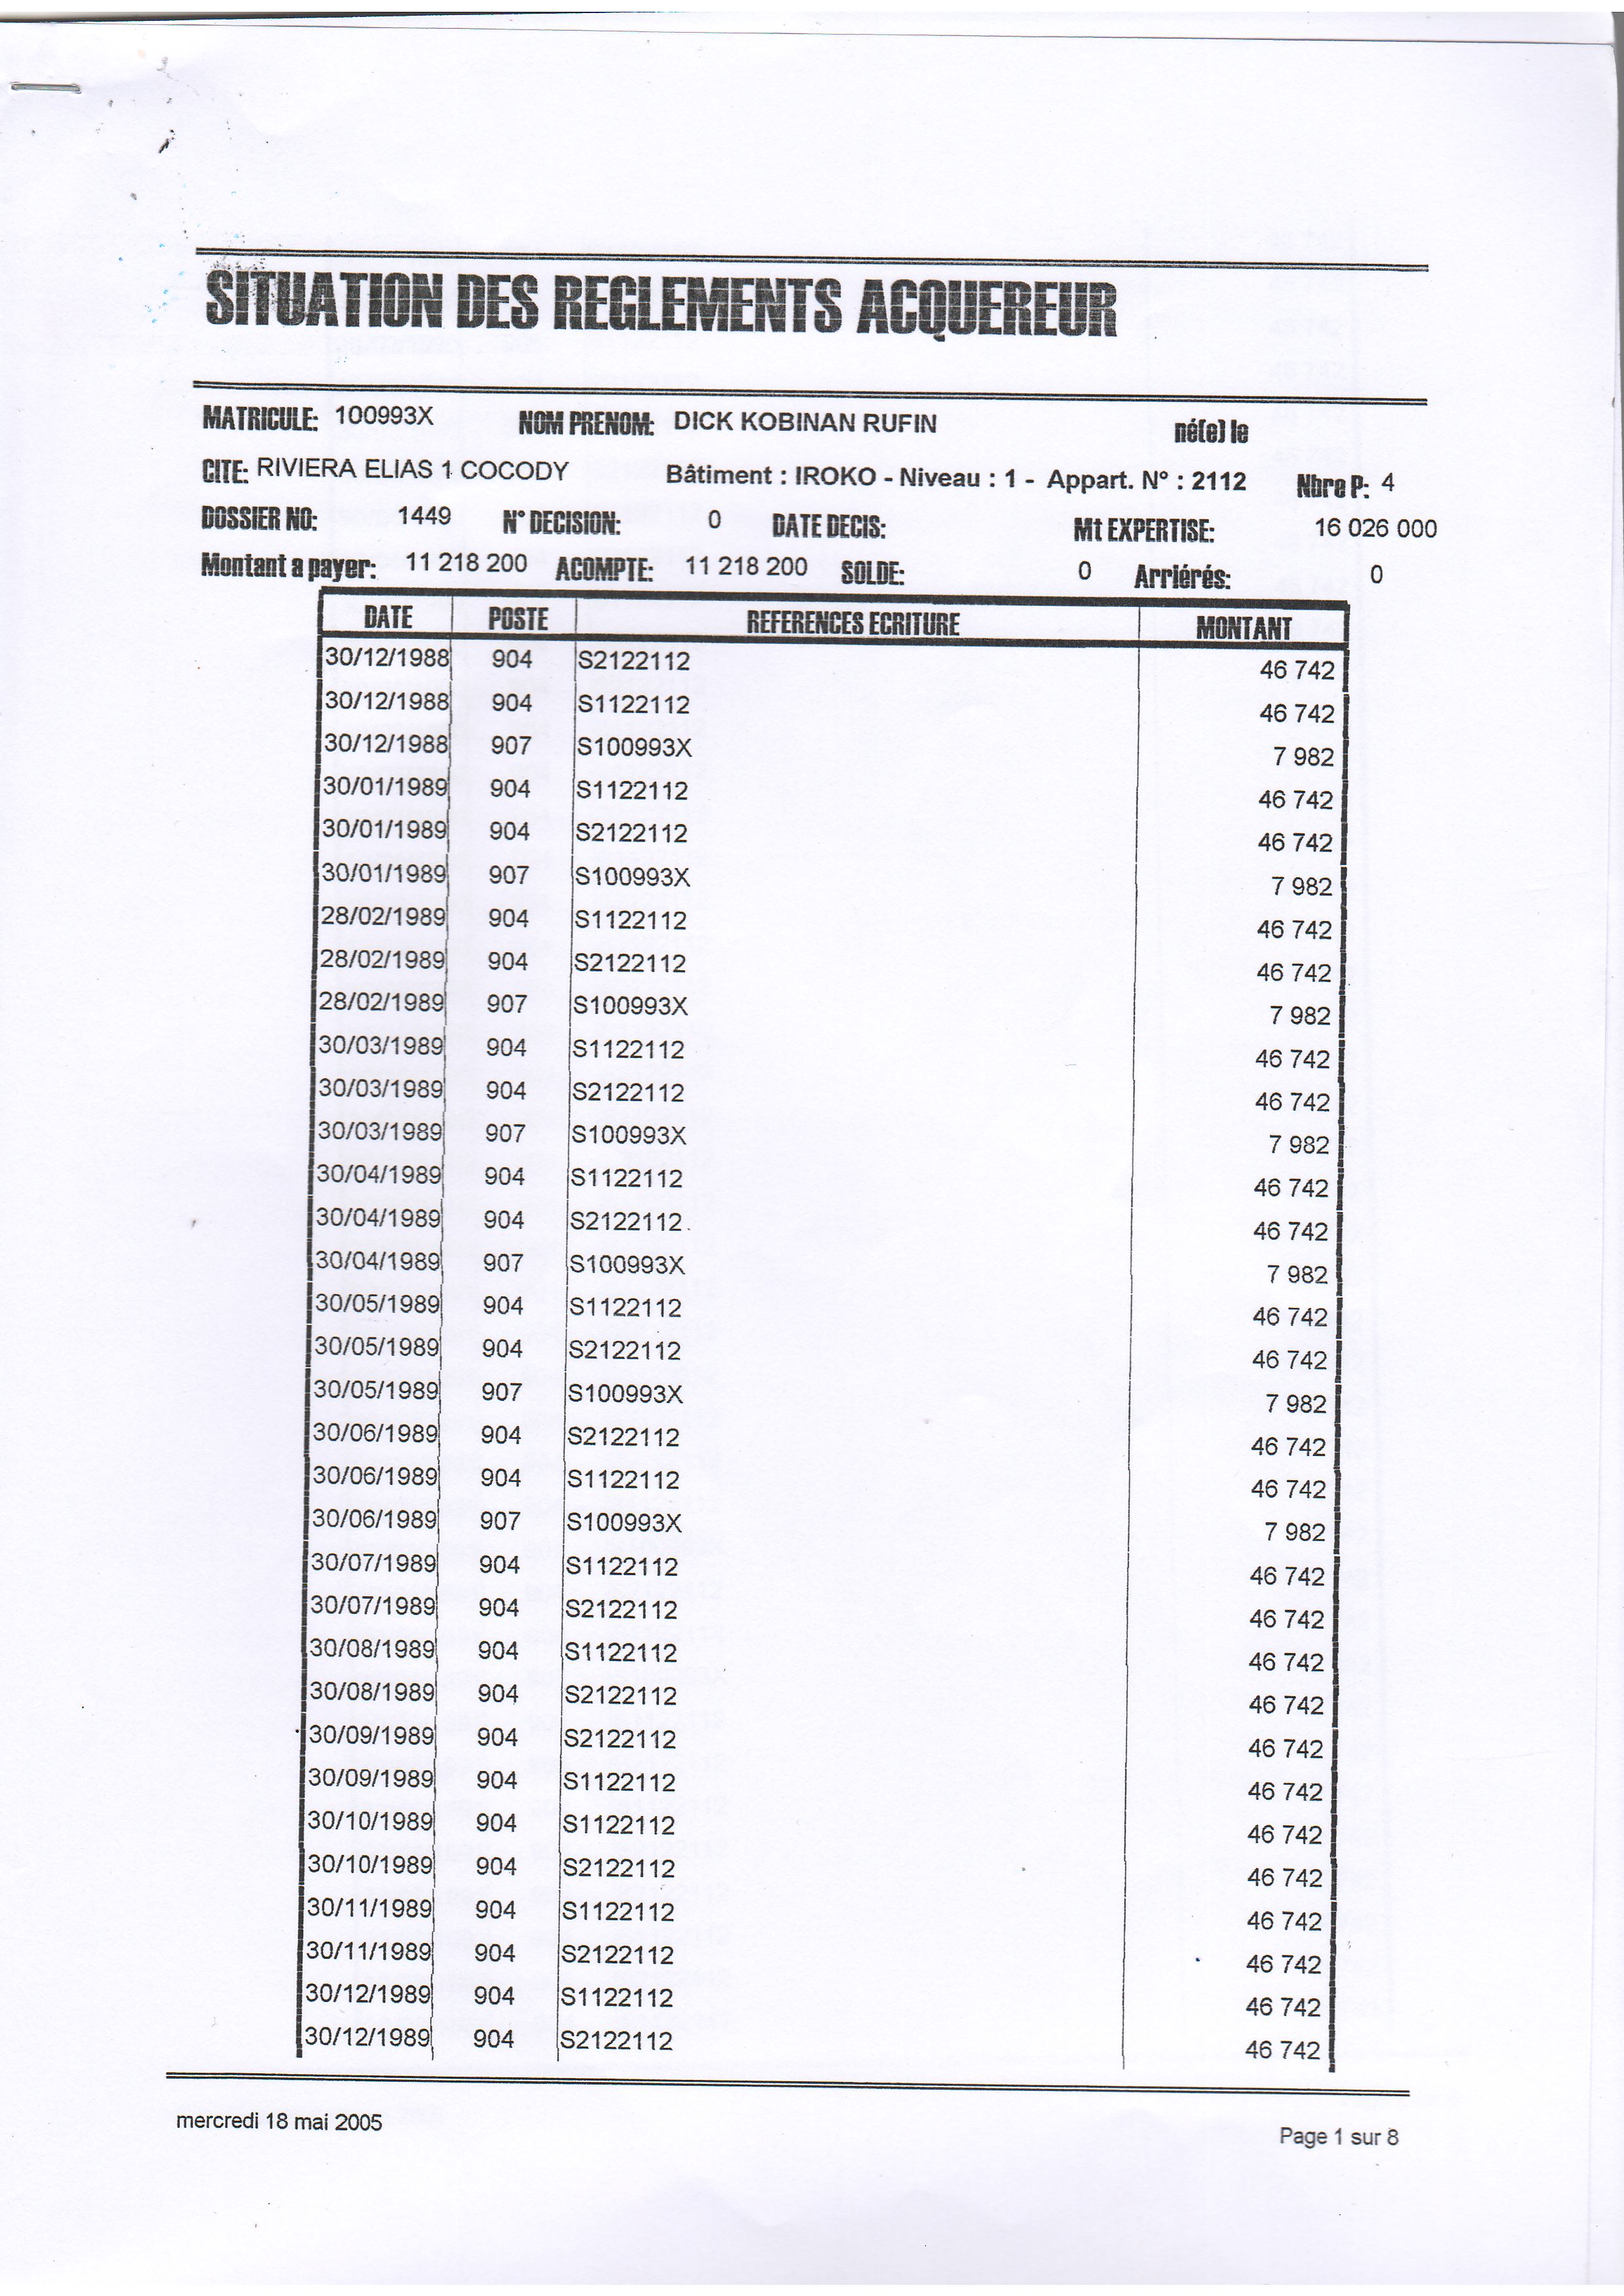 SITUATION DES REGLEMENTS ACQUEREUR
MATRICULE: 100993X NOM PRENOM: DICK KOBINAN RUFIN né(e) le
CITE: RIVIERA ELIAS 1 COCODY Bâtiment : IROKO - Niveau : 1 - Appart. N° : 2112 Nbre P: 4
DOSSIER NO: 1449 N° DECISION: 0 DATE DECIS: Mt EXPERTISE: 16 026 000
Montant a payer: 11 218 200 ACOMPTE: 11 218 200 SOLDE: 0 Arriérés: 0
DATE POSTE REFERENCES ECRITURE MONTANT
30/12/1988 904 S2122112 46 742
30/12/1988 904 S1122112 46 742
30/12/1988 907 S100993X 7 982
30/01/1989 904 S1122112 46 742
30/01/1989 904 S2122112 46 742
30/01/1989 907 S100993X 7 982
28/02/1989 904 S1122112 46 742
28/02/1989 904 S2122112 46 742
28/02/1989 907 S100993X 7 982
30/03/1989 904 S1122112 46 742
30/03/1989 904 S2122112 46 742
30/03/1989 907 S100993X 7 982
30/04/1989 904 S1122112 46 742
30/04/1989 904 S2122112 46 742
30/04/1989 907 S100993X 7 982
30/05/1989 904 S1122112 46 742
30/05/1989 904 S2122112 46 742
30/05/1989 907 S100993X 7 982
30/06/1989 904 S2122112 46 742
30/06/1989 904 S1122112 46 742
30/06/1989 907 S100993X 7 982
30/07/1989 904 S1122112 46 742
30/07/1989 904 S2122112 46 742
30/08/1989 904 S1122112 46 742
30/08/1989 904 S2122112 46 742
30/09/1989 904 S2122112 46 742
30/09/1989 904 S1122112 46 742
30/10/1989 904 S1122112 46 742
30/10/1989 904 S2122112 46 742
30/11/1989 904 S1122112 46 742
30/11/1989 904 S2122112 46 742
30/12/1989 904 S1122112 46 742
30/12/1989 904 S2122112 46 742
mercredi 18 mai 2005 Page 1 sur 8